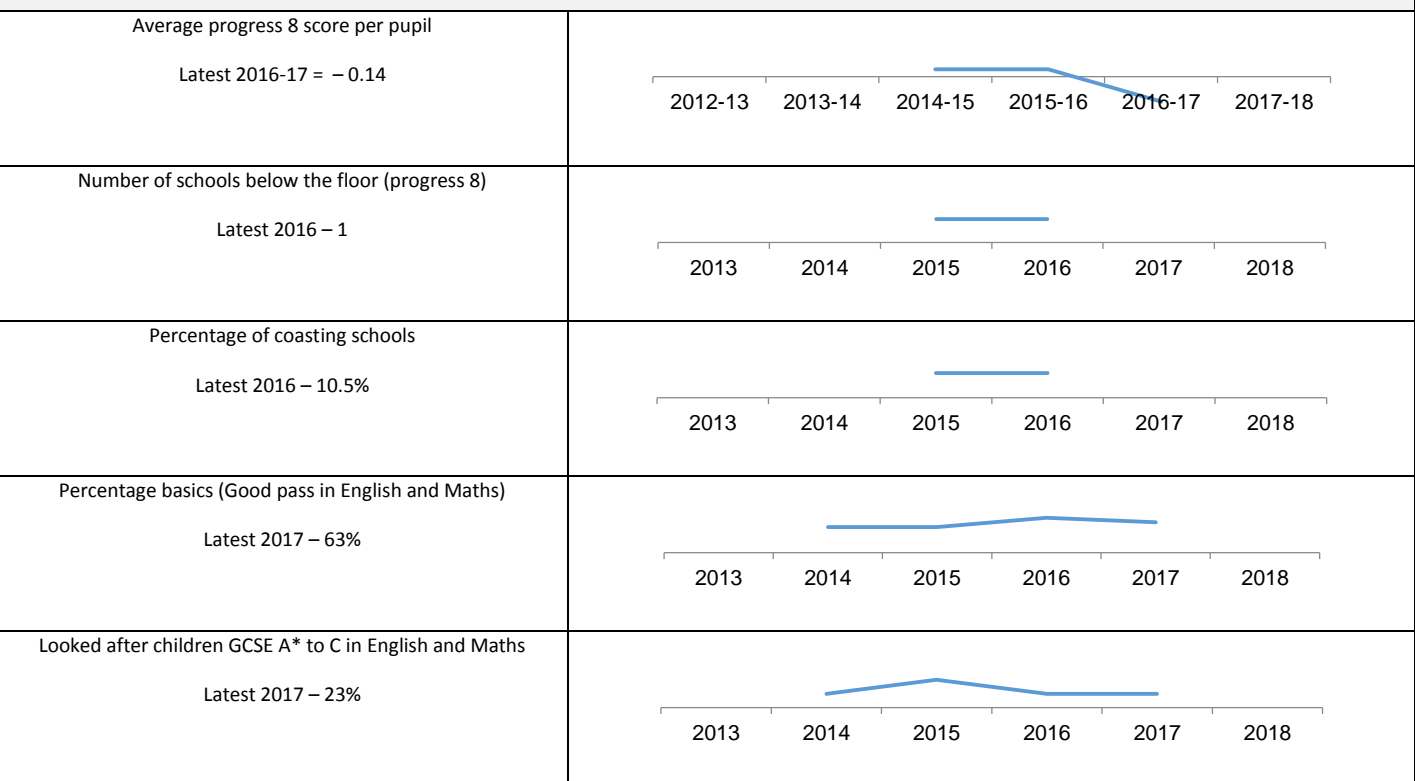 Average progress 8 score per pupil
Latest 2016-17 = – 0.14
2012-13 2013-14 2014-15 2015-16 2016-17 2017-18
Number of schools below the floor (progress 8)
Latest 2016 – 1
2013 2014 2015 2016 2017 2018
Percentage of coasting schools
Latest 2016 – 10.5%
2013 2014 2015 2016 2017 2018
Percentage basics (Good pass in English and Maths)
Latest 2017 – 63%
2013 2014 2015 2016 2017 2018
Looked after children GCSE A* to C in English and Maths
Latest 2017 – 23%
2013 2014 2015 2016 2017 2018